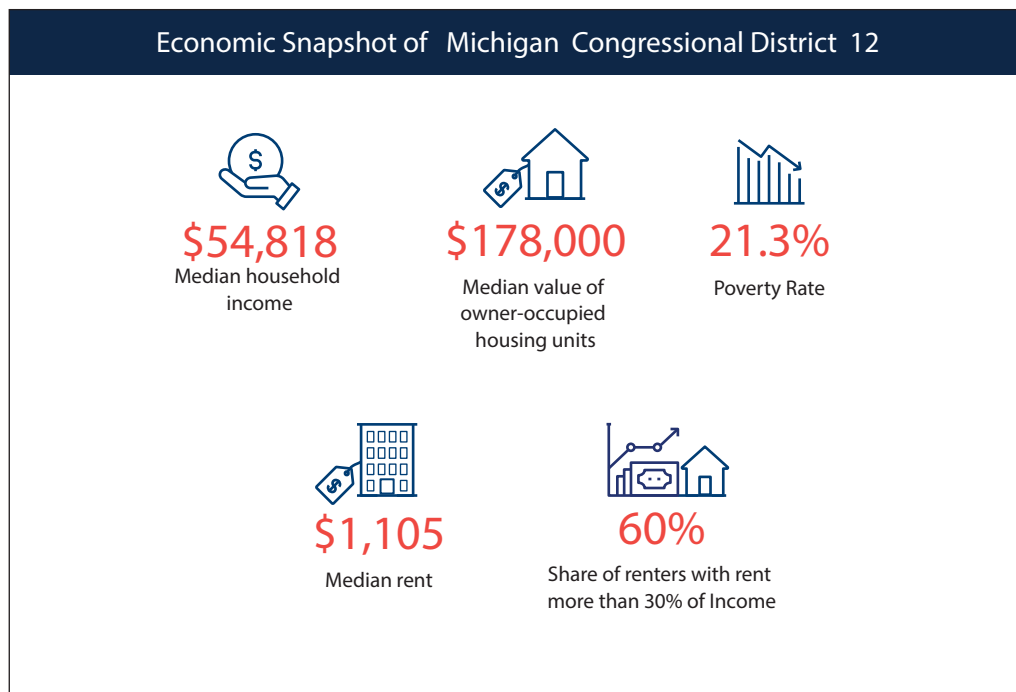 Economic Snapshot of Michigan Congressional District 12
$
$
$54,818
Median household
income
$178,000
Median value of
owner-occupied
housing units
21.3%
Poverty Rate
$
$1,105
Median rent
60%
Share of renters with rent
more than 30% of Income